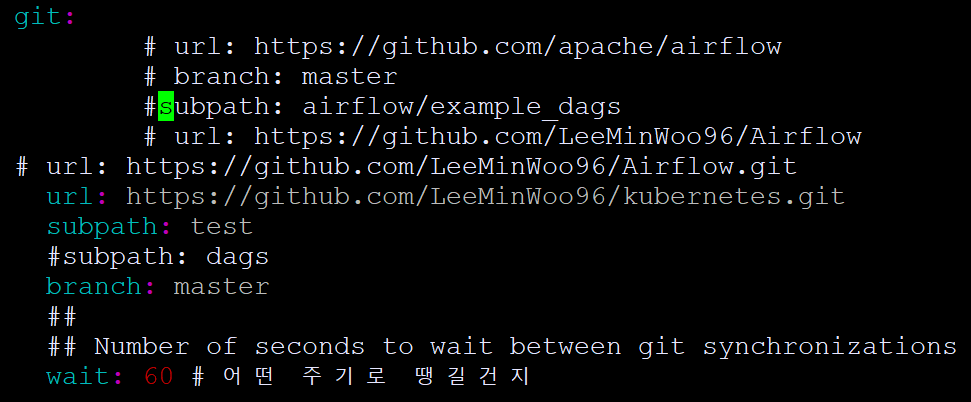 git:
# url: https://github.com/apache/airflow
# branch: master
#subpath: airflow/example_dags
# url: https://github.com/LeeMinWoo96/Airflow
# url: https://github.com/LeeMinWoo96/Airflow.git
url: https://github.com/LeeMinWoo96/kubernetes.git
subpath: test
#subpath: dags
branch: master
##
## Number of seconds to wait between git synchronizations
wait: 60 # 어떤 주기로 땡길건지